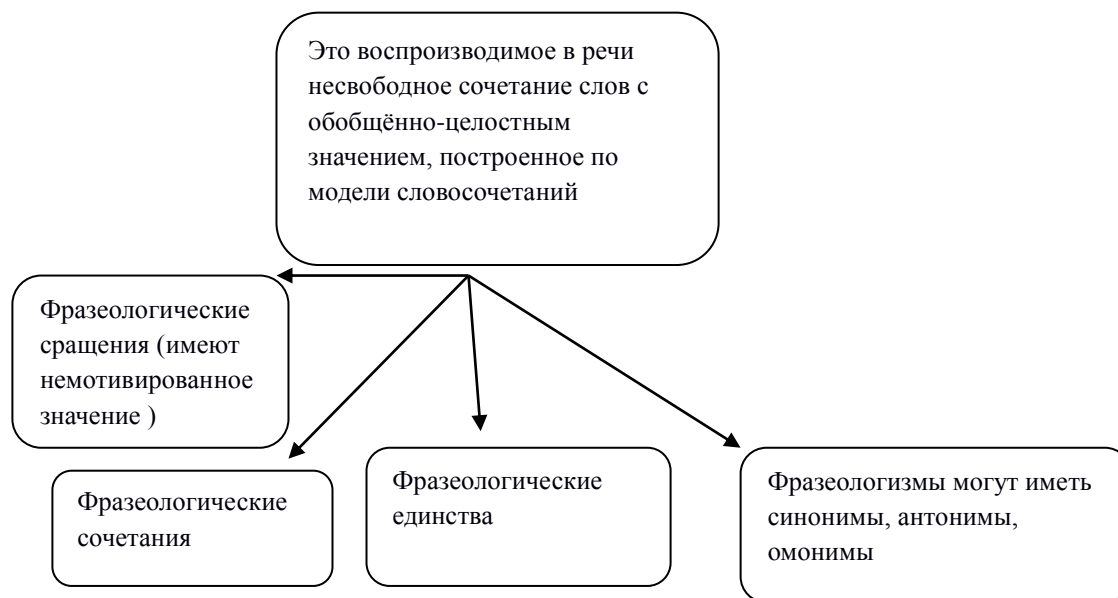 Это воспроизводимое в речи
несвободное сочетание слов с
обобщённо-целостным
значением, построенное по
модели словосочетаний
Фразеологические
сращения (имеют
немотивированное
значение )
Фразеологические
сочетания
Фразеологические
единства
Фразеологизмы могут иметь
синонимы, антонимы,
омонимы